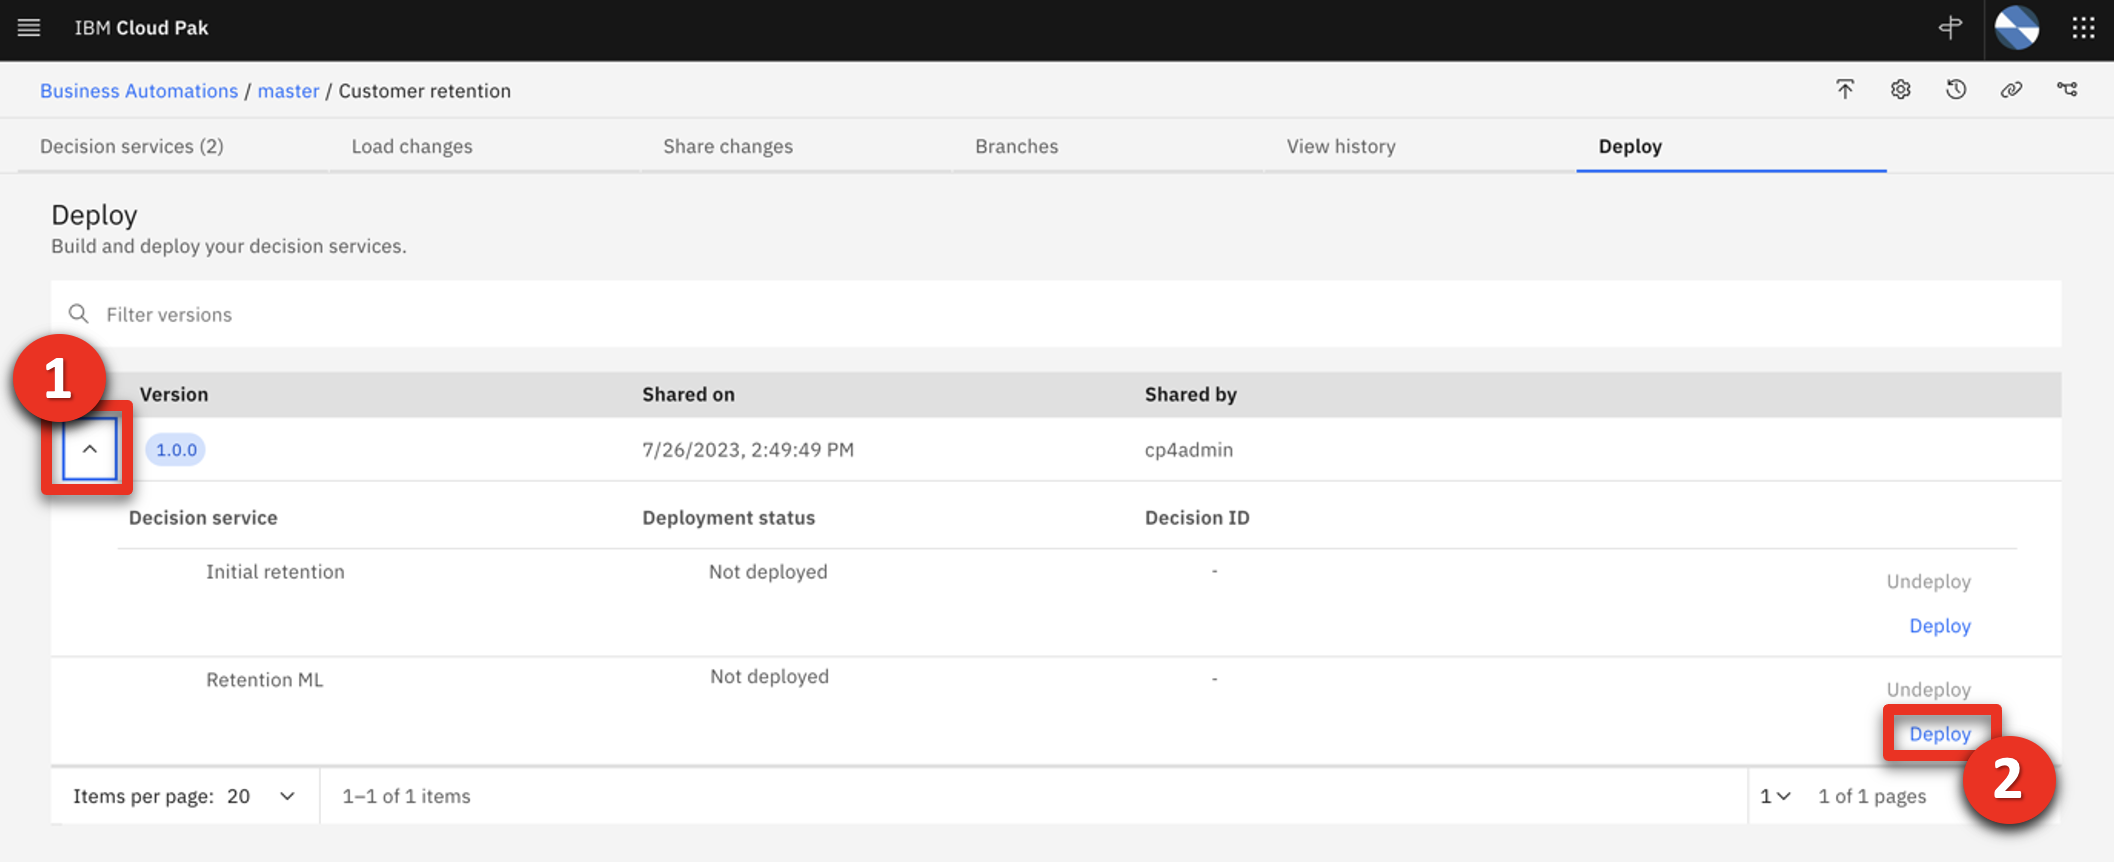 IBM Cloud Pak
Business Automations / master / Customer retention
Decision services (2) Load changes Share changes Branches View history Deploy
Deploy
Build and deploy your decision services.
Filter versions
1
Version Shared on Shared by
1.0.0 7/26/2023, 2:49:49 PM cp4admin
Decision service Deployment status Decision ID
Initial retention Not deployed -
Undeploy
Deploy
Retention ML Not deployed -
Undeploy
Deploy
2
Items per page: 20 1–1 of 1 items 1 1 of 1 pages